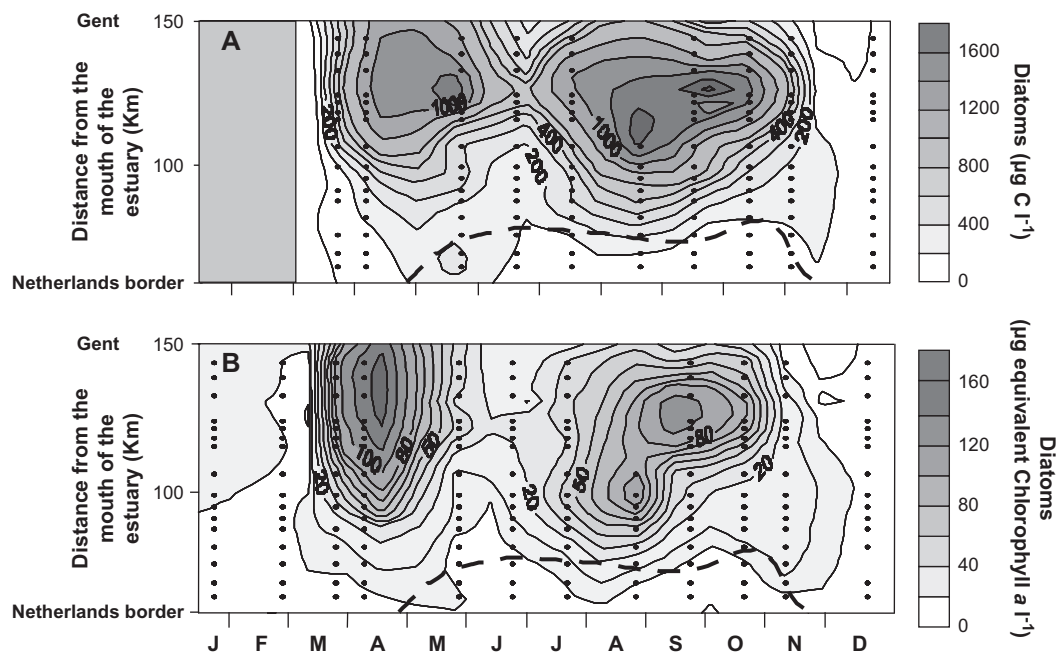 Gent
150
A
Distance from the
mouth of the
estuary (Km)
100
Netherlands border
200
1000
400
200
1000
400
200
1600
1200
800
400
0
Diatoms (µg C l⁻¹)
Gent
150
B
Distance from the
mouth of the
estuary (Km)
100
Netherlands border
20
100
80
50
20
50
80
20
160
120
80
40
0
Diatoms
(µg equivalent Chlorophyll a l⁻¹)
J F M A M J J A S O N D